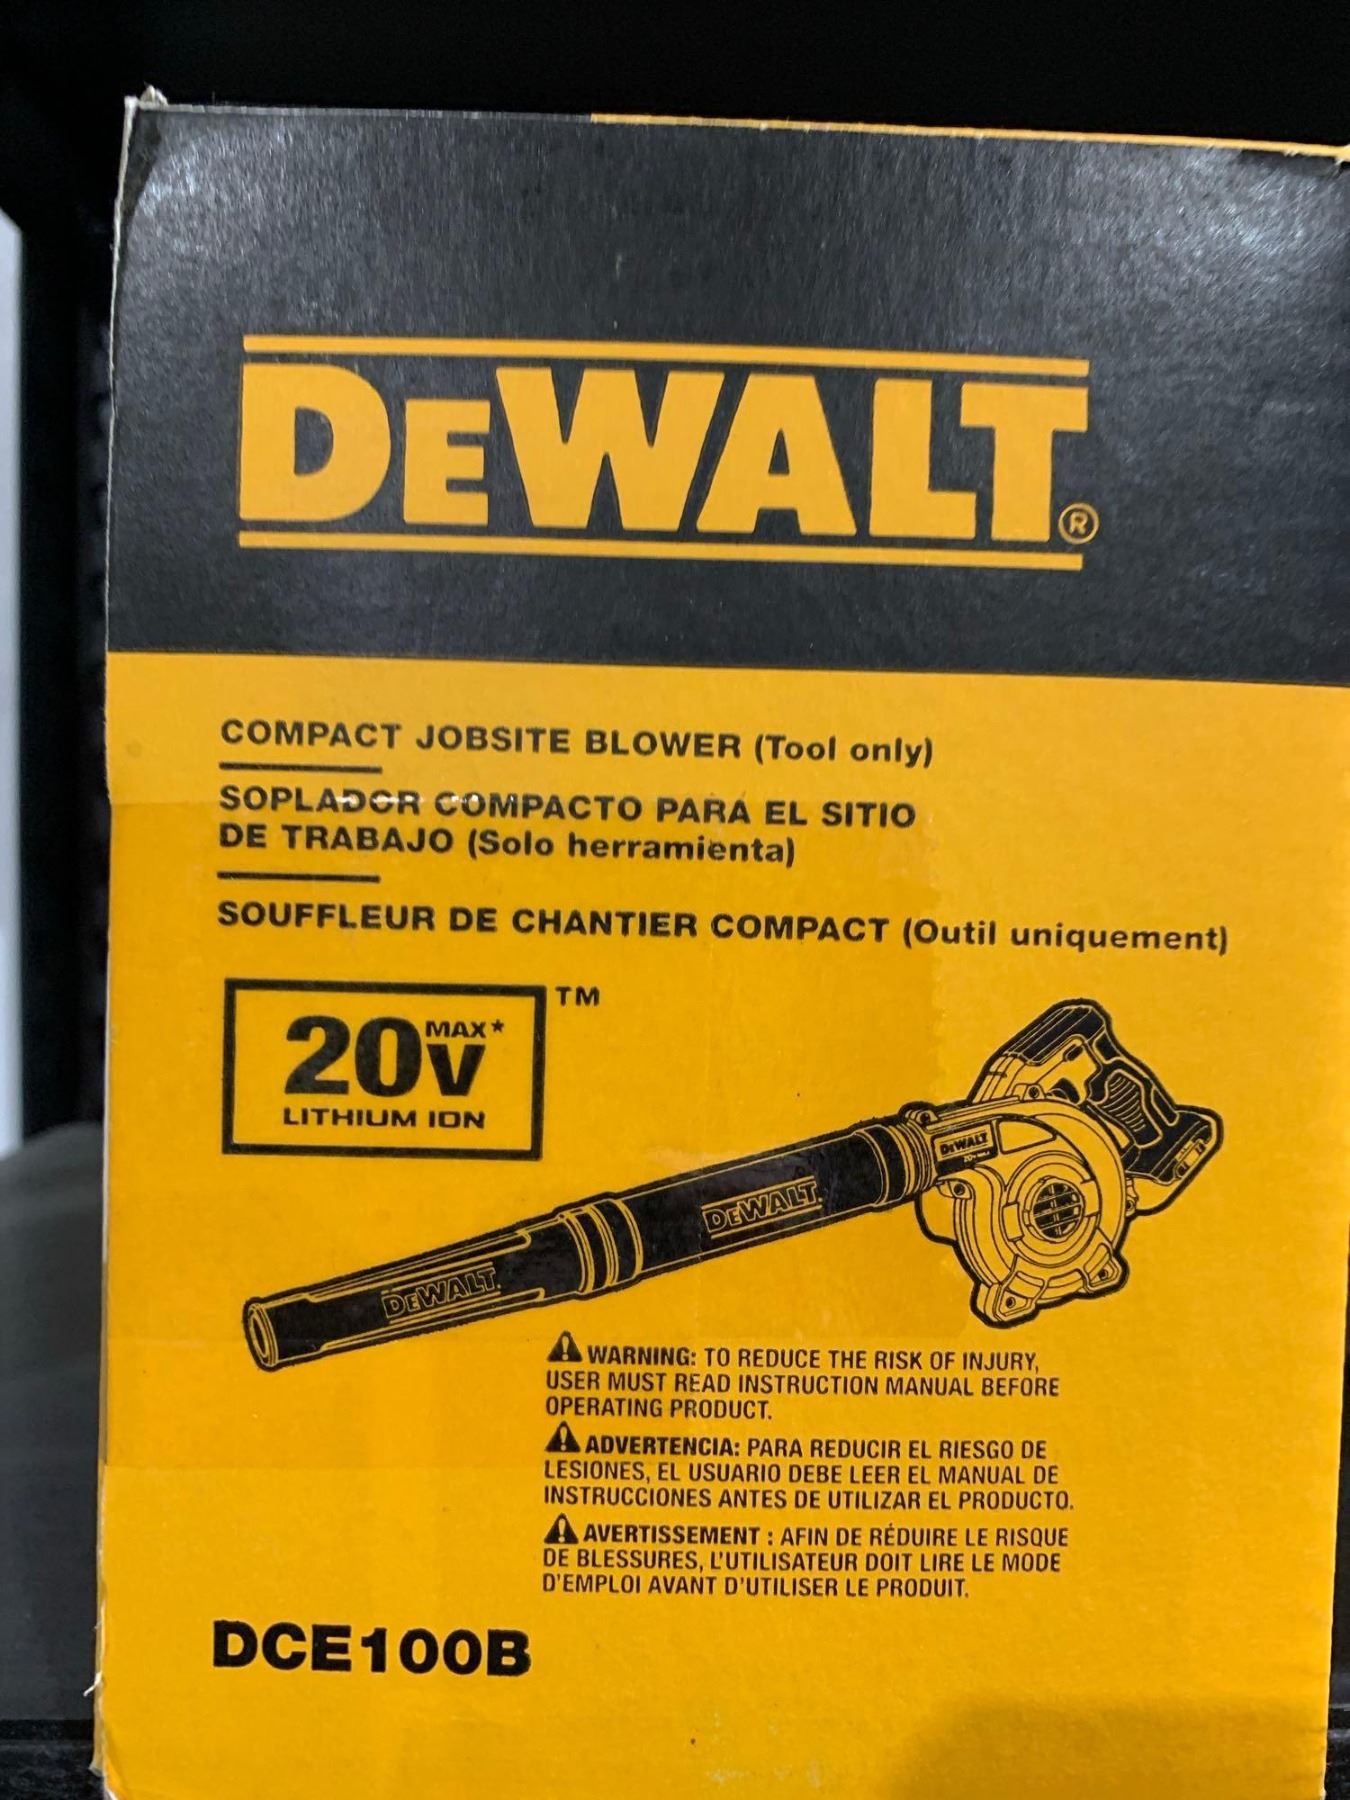 DEWALT®
COMPACT JOBSITE BLOWER (Tool only)
SOPLADOR COMPACTO PARA EL SITIO
DE TRABAJO (Solo herramienta)
SOUFFLEUR DE CHANTIER COMPACT (Outil uniquement)
20V MAX* ™
LITHIUM ION
DEWALT
20V MAX
DEWALT
DEWALT
⚠ WARNING: TO REDUCE THE RISK OF INJURY,
USER MUST READ INSTRUCTION MANUAL BEFORE
OPERATING PRODUCT.
⚠ ADVERTENCIA: PARA REDUCIR EL RIESGO DE
LESIONES, EL USUARIO DEBE LEER EL MANUAL DE
INSTRUCCIONES ANTES DE UTILIZAR EL PRODUCTO.
⚠ AVERTISSEMENT : AFIN DE RÉDUIRE LE RISQUE
DE BLESSURES, L'UTILISATEUR DOIT LIRE LE MODE
D'EMPLOI AVANT D'UTILISER LE PRODUIT.
DCE100B